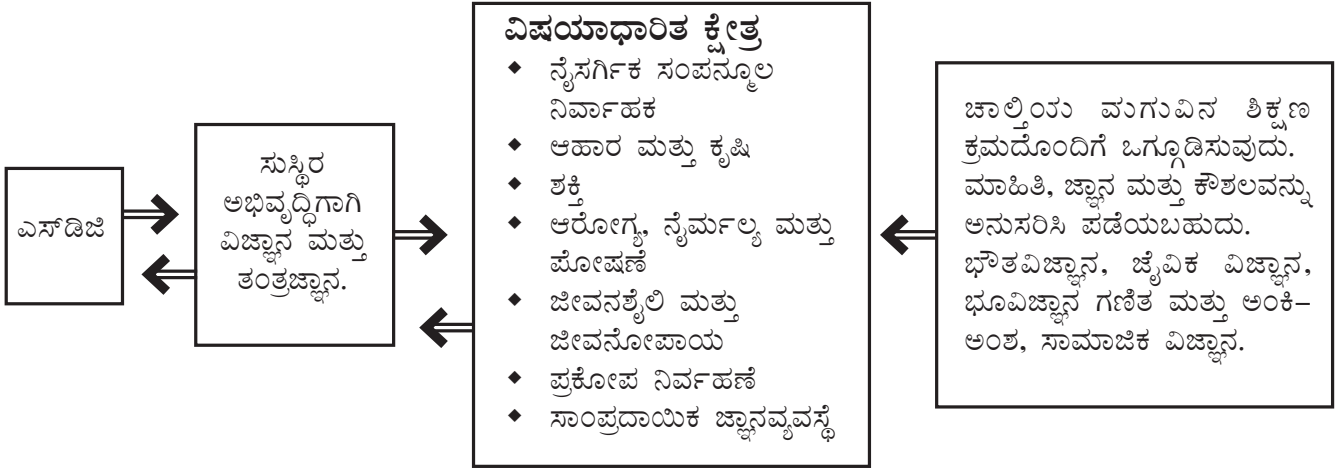 ಎಸ್‌ಡಿಜಿ
ಸುಸ್ಥಿರ
ಅಭಿವೃದ್ಧಿಗಾಗಿ
ವಿಜ್ಞಾನ ಮತ್ತು
ತಂತ್ರಜ್ಞಾನ.
ವಿಷಯಾಧಾರಿತ ಕ್ಷೇತ್ರ
◆ ನೈಸರ್ಗಿಕ ಸಂಪನ್ಮೂಲ
ನಿರ್ವಾಹಕ
◆ ಆಹಾರ ಮತ್ತು ಕೃಷಿ
◆ ಶಕ್ತಿ
◆ ಆರೋಗ್ಯ, ನೈರ್ಮಲ್ಯ ಮತ್ತು
ಪೋಷಣೆ
◆ ಜೀವನಶೈಲಿ ಮತ್ತು
ಜೀವನೋಪಾಯ
◆ ಪ್ರಕೋಪ ನಿರ್ವಹಣೆ
◆ ಸಾಂಪ್ರದಾಯಿಕ ಜ್ಞಾನವ್ಯವಸ್ಥೆ
ಚಾಲ್ತಿಯ ಮಗುವಿನ ಶಿಕ್ಷಣ
ಕ್ರಮದೊಂದಿಗೆ ಒಗ್ಗೂಡಿಸುವುದು.
ಮಾಹಿತಿ, ಜ್ಞಾನ ಮತ್ತು ಕೌಶಲವನ್ನು
ಅನುಸರಿಸಿ ಪಡೆಯಬಹುದು.
ಭೌತವಿಜ್ಞಾನ, ಜೈವಿಕ ವಿಜ್ಞಾನ,
ಭೂವಿಜ್ಞಾನ ಗಣಿತ ಮತ್ತು ಅಂಕಿ–
ಅಂಶ, ಸಾಮಾಜಿಕ ವಿಜ್ಞಾನ.